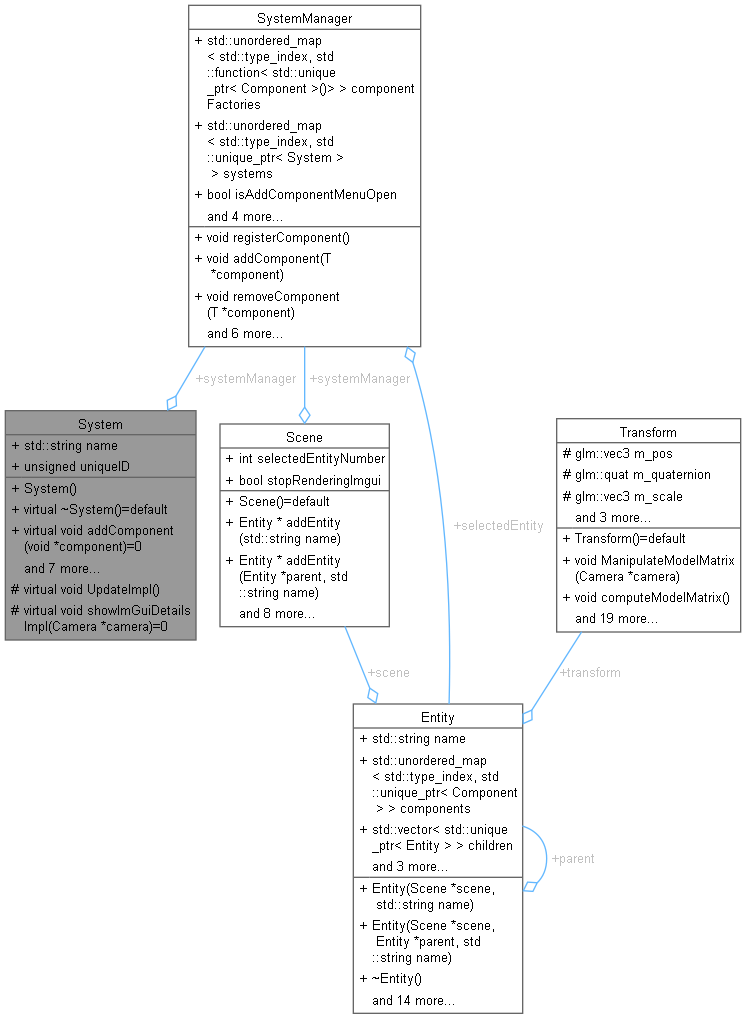 SystemManager
+ std::unordered_map
< std::type_index, std
::function< std::unique
_ptr< Component >()> > component
Factories
+ std::unordered_map
< std::type_index, std
::unique_ptr< System >
> systems
+ bool isAddComponentMenuOpen
and 4 more...
+ void registerComponent()
+ void addComponent(T
*component)
+ void removeComponent
(T *component)
and 6 more...
+systemManager
+systemManager
System
+ std::string name
+ unsigned uniqueID
+ System()
+ virtual ~System()=default
+ virtual void addComponent
(void *component)=0
and 7 more...
# virtual void UpdateImpl()
# virtual void showImGuiDetails
Impl(Camera *camera)=0
Scene
+ int selectedEntityNumber
+ bool stopRenderingImgui
+ Scene()=default
+ Entity * addEntity
(std::string name)
+ Entity * addEntity
(Entity *parent, std
::string name)
and 8 more...
+selectedEntity
Transform
# glm::vec3 m_pos
# glm::quat m_quaternion
# glm::vec3 m_scale
and 3 more...
+ Transform()=default
+ void ManipulateModelMatrix
(Camera *camera)
+ void computeModelMatrix()
and 19 more...
+scene
+transform
Entity
+ std::string name
+ std::unordered_map
< std::type_index, std
::unique_ptr< Component
> > components
+ std::vector< std::unique
_ptr< Entity > > children
and 3 more...
+ Entity(Scene *scene,
std::string name)
+ Entity(Scene *scene,
Entity *parent, std
::string name)
+ ~Entity()
and 14 more...
+parent